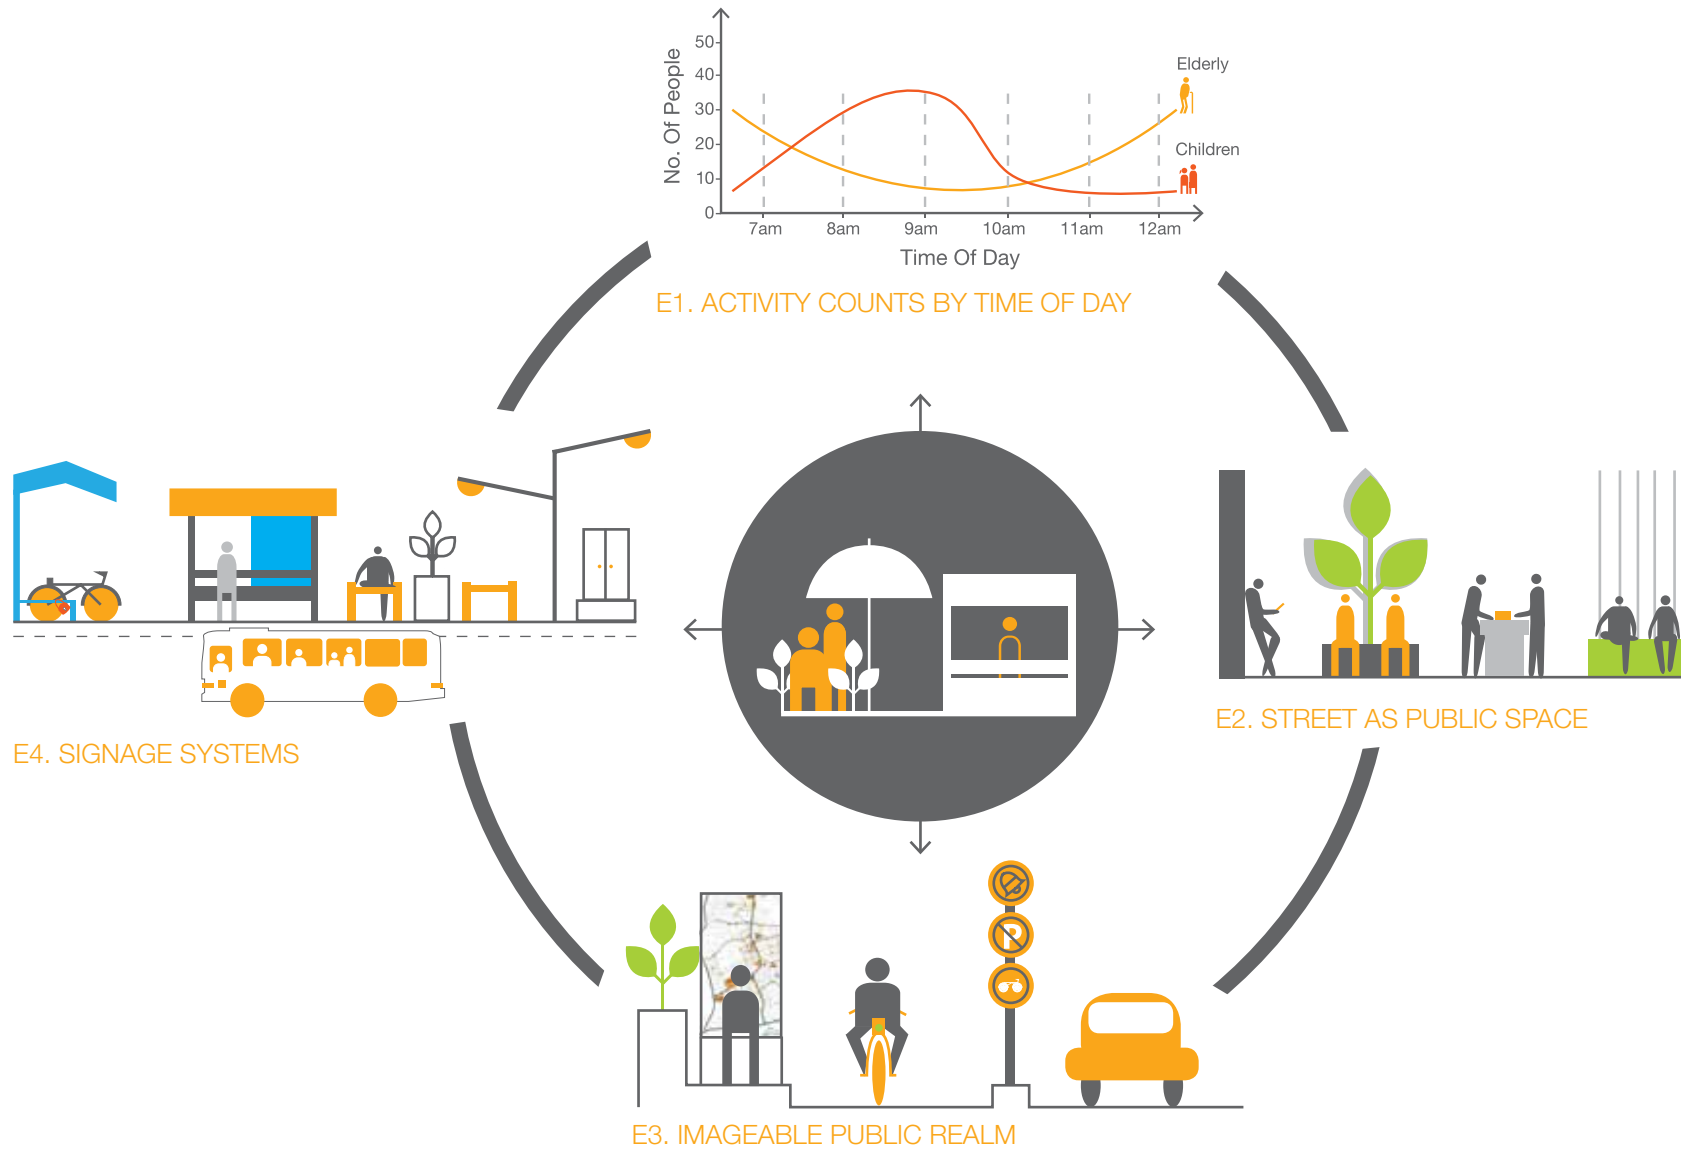 No. Of People
50
40
30
20
10
0
Elderly
Children
7am 8am 9am 10am 11am 12am
Time Of Day
E1. ACTIVITY COUNTS BY TIME OF DAY
E2. STREET AS PUBLIC SPACE
E4. SIGNAGE SYSTEMS
P
E3. IMAGEABLE PUBLIC REALM